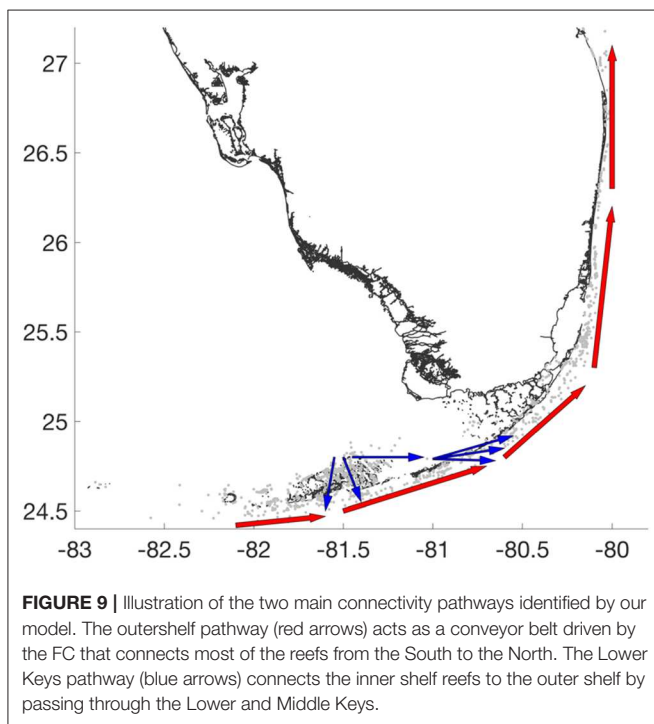 27
26.5
26
25.5
25
24.5
-83
-82.5
-82
-81.5
-81
-80.5
-80
FIGURE 9 | Illustration of the two main connectivity pathways identified by our
model. The outershelf pathway (red arrows) acts as a conveyor belt driven by
the FC that connects most of the reefs from the South to the North. The Lower
Keys pathway (blue arrows) connects the inner shelf reefs to the outer shelf by
passing through the Lower and Middle Keys.